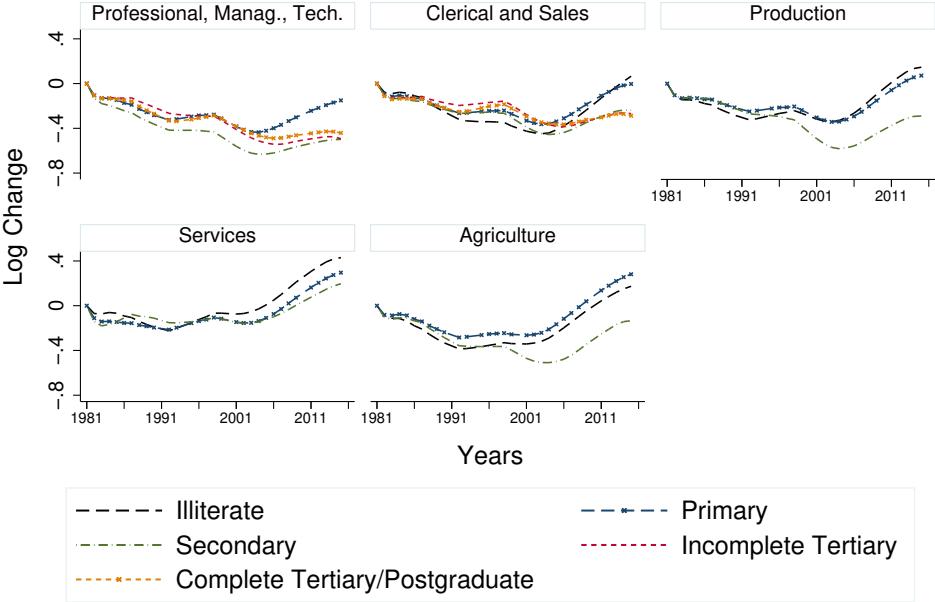 Professional, Manag., Tech.
Clerical and Sales
Production
.4
0
-.4
-.8
1981
1991
2001
2011
Services
Agriculture
.4
0
-.4
-.8
1981
1991
2001
2011
1981
1991
2001
2011
Log Change
Years
Illiterate
Primary
Secondary
Incomplete Tertiary
Complete Tertiary/Postgraduate